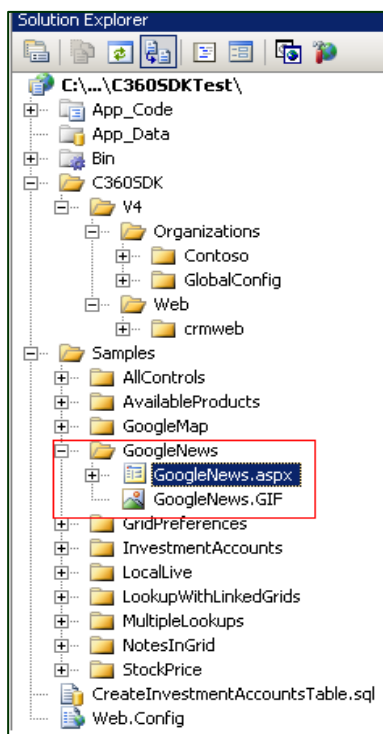 Solution Explorer
C:\...\C360SDKTest\
App_Code
App_Data
Bin
C360SDK
V4
Organizations
Contoso
GlobalConfig
Web
crmweb
Samples
AllControls
AvailableProducts
GoogleMap
GoogleNews
GoogleNews.aspx
GoogleNews.GIF
GridPreferences
InvestmentAccounts
LocalLive
LookupWithLinkedGrids
MultipleLookups
NotesInGrid
StockPrice
CreateInvestmentAccountsTable.sql
Web.Config